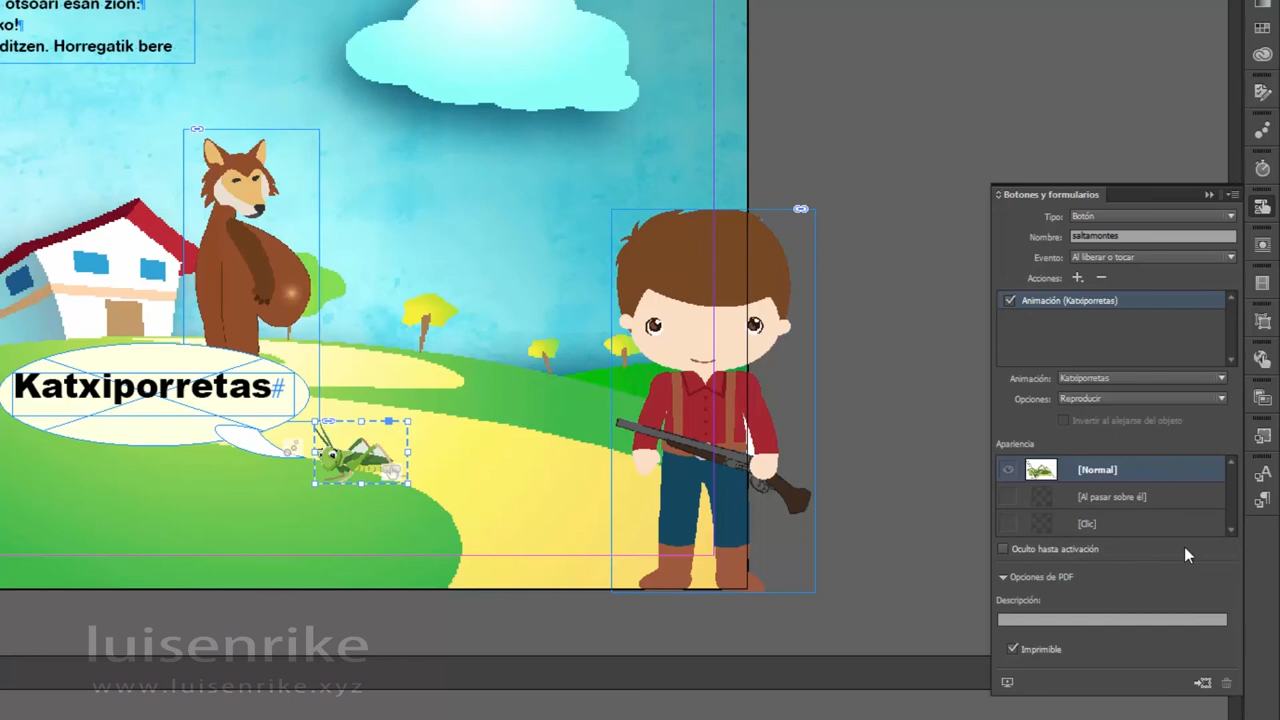 otsoari esan zion:¶
ko!¶
ditzen. Horregatik bere
Katxiporretas#
luisenrike
www.luisenrike.xyz
Botones y formularios
Tipo: Botón
Nombre: saltamontes
Evento: Al liberar o tocar
Acciones:
Animación (Katxiporretas)
Animación: Katxiporretas
Opciones: Reproducir
Invertir al alejarse del objeto
Apariencia
[Normal]
[Al pasar sobre él]
[Clic]
Oculto hasta activación
Opciones de PDF
Descripción:
Imprimible